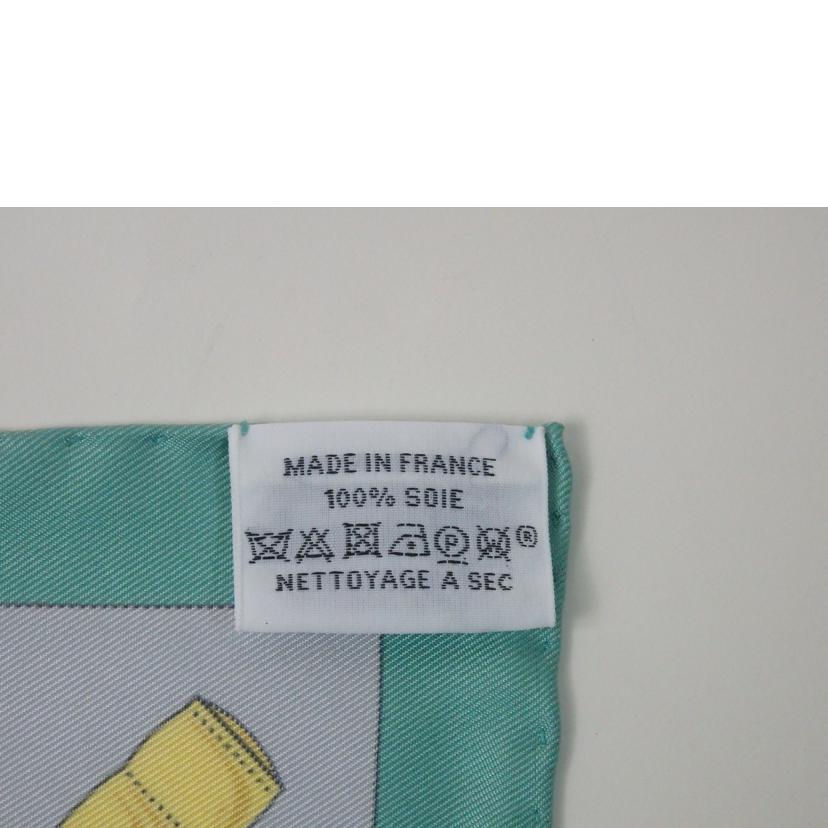 MADE IN FRANCE
100% SOIE
P ®
NETTOYAGE A SEC